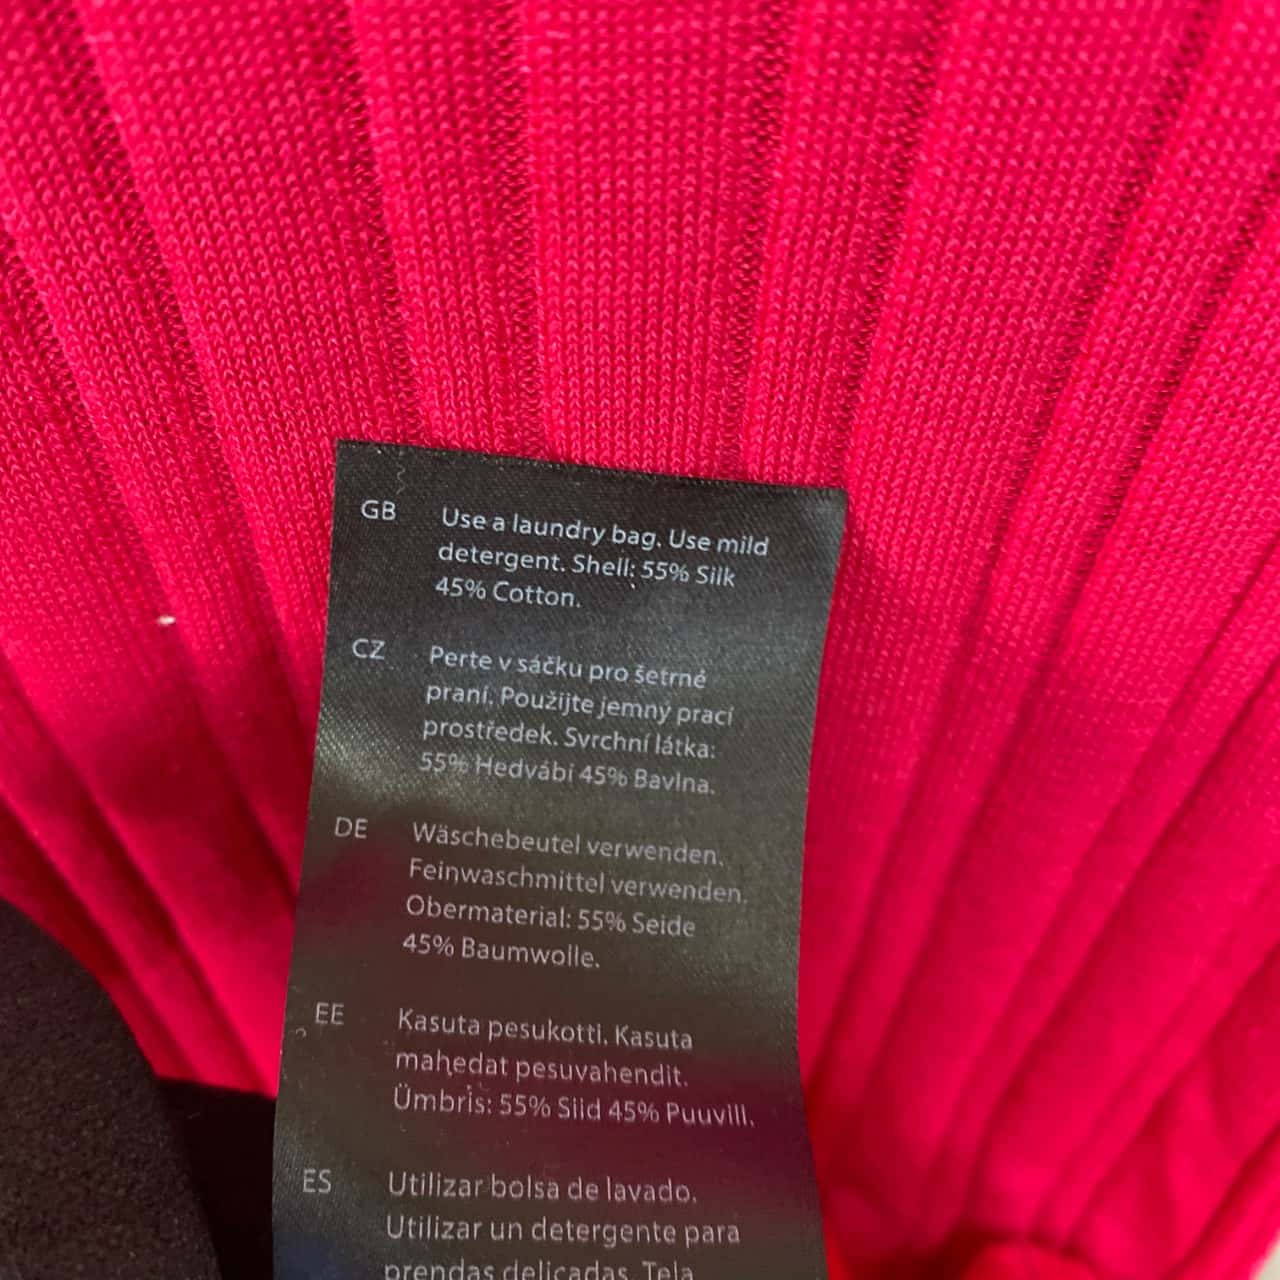 GB Use a laundry bag. Use mild
detergent. Shell: 55% Silk
45% Cotton.
CZ Perte v sáčku pro šetrné
praní. Použijte jemný prací
prostředek. Svrchní látka:
55% Hedvábí 45% Bavlna.
DE Wäschebeutel verwenden.
Feinwaschmittel verwenden.
Obermaterial: 55% Seide
45% Baumwolle.
EE Kasuta pesukotti. Kasuta
mahedat pesuvahendit.
Ümbris: 55% Siid 45% Puuvill.
ES Utilizar bolsa de lavado.
Utilizar un detergente para
prendas delicadas. Tela